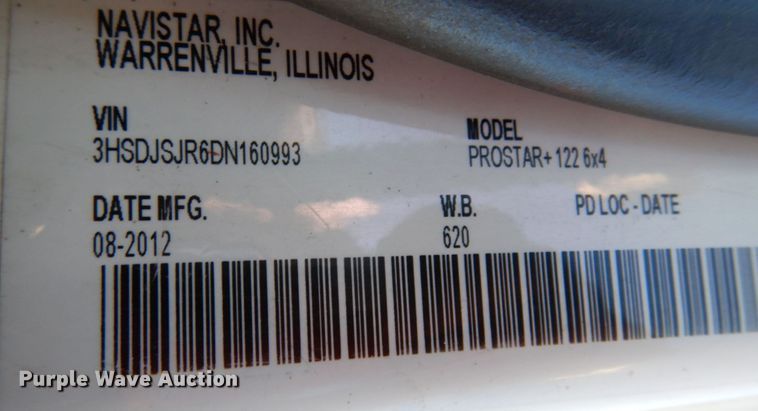 NAVISTAR, INC.
WARRENVILLE, ILLINOIS
VIN MODEL
3HSDJSJR6DN160993 PROSTAR+ 122 6x4
DATE MFG. W.B. PD LOC - DATE
08-2012 620
Purple Wave Auction